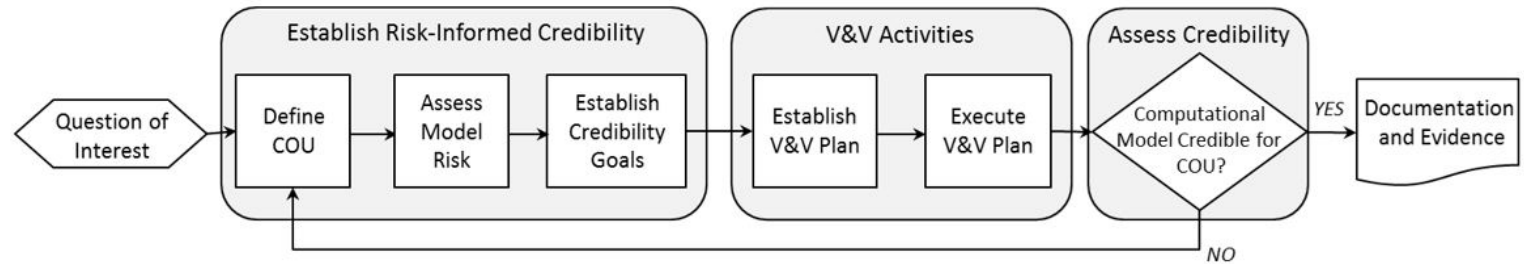 Establish Risk-Informed Credibility
V&V Activities
Assess Credibility
Question of
Interest
Define
COU
Assess
Model
Risk
Establish
Credibility
Goals
Establish
V&V Plan
Execute
V&V Plan
Computational
Model Credible for
COU?
YES
Documentation
and Evidence
NO